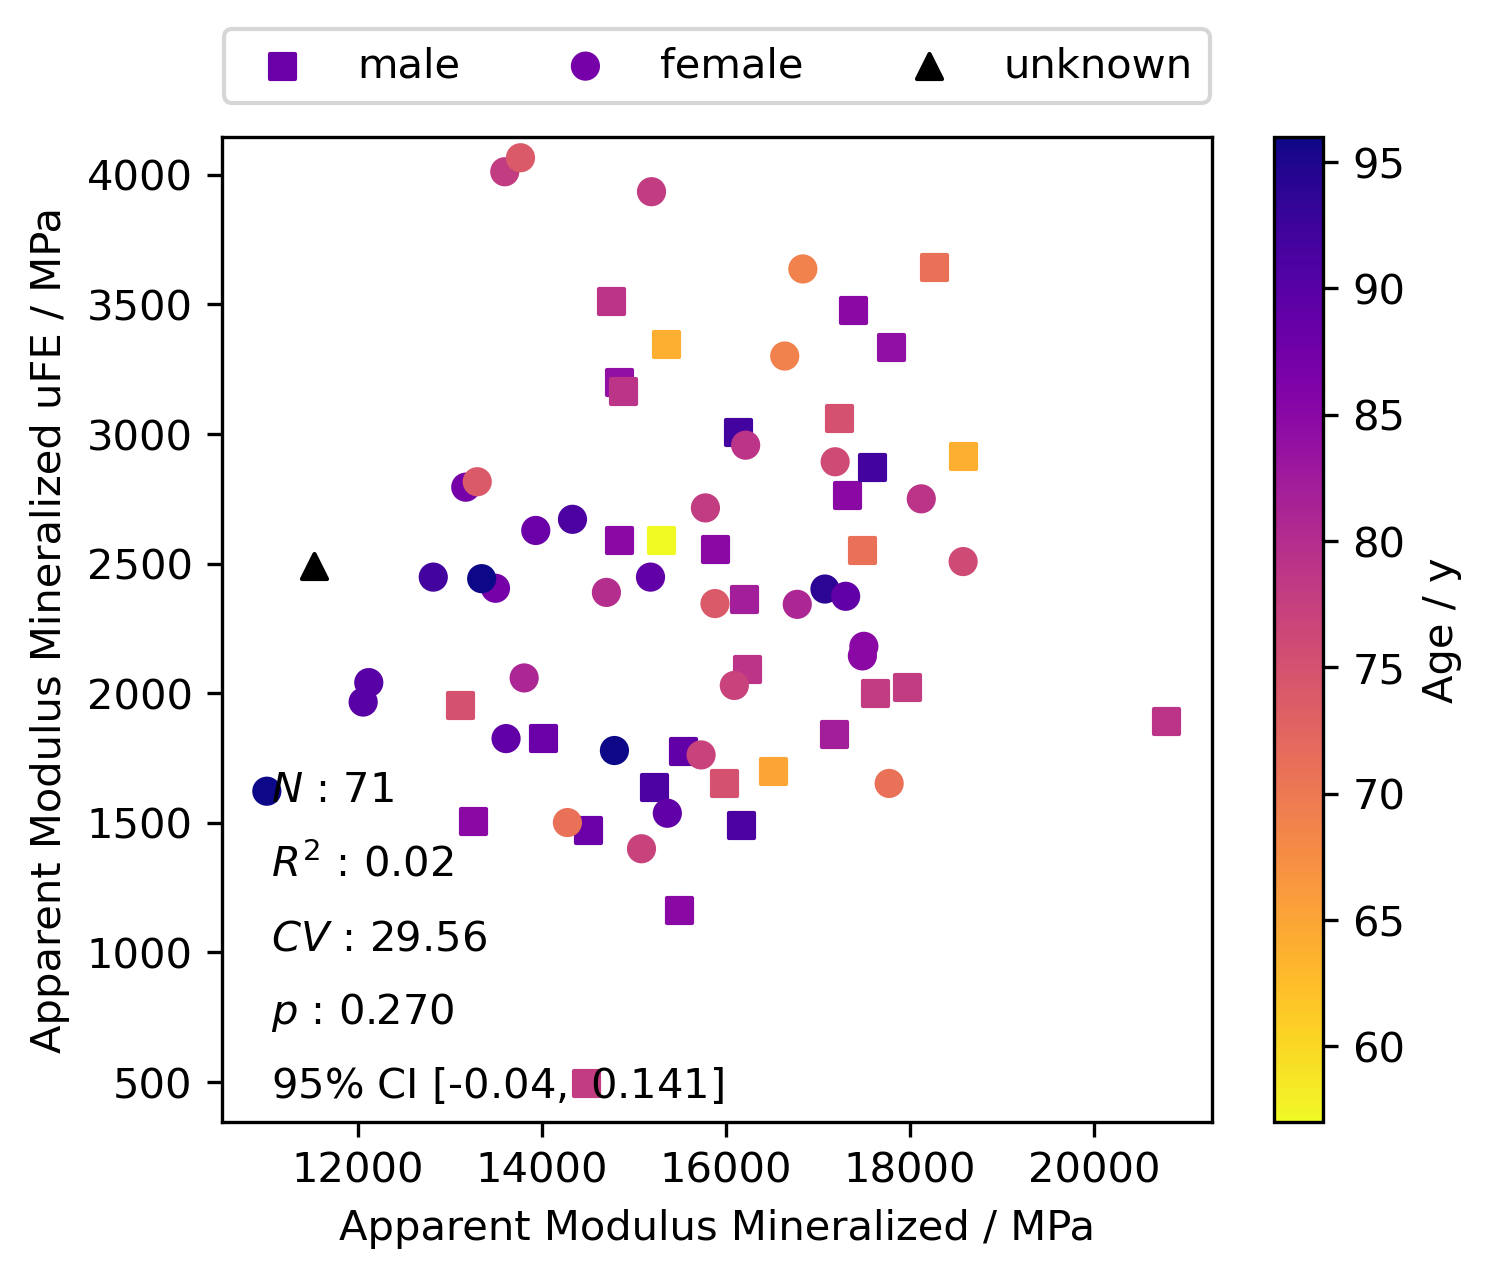 male female unknown
4000
3500
3000
2500
2000
1500
1000
500
Apparent Modulus Mineralized uFE / MPa
N : 71
R² : 0.02
CV : 29.56
p : 0.270
95% CI [-0.04, 0.141]
12000 14000 16000 18000 20000
Apparent Modulus Mineralized / MPa
95
90
85
80
75
70
65
60
Age / y